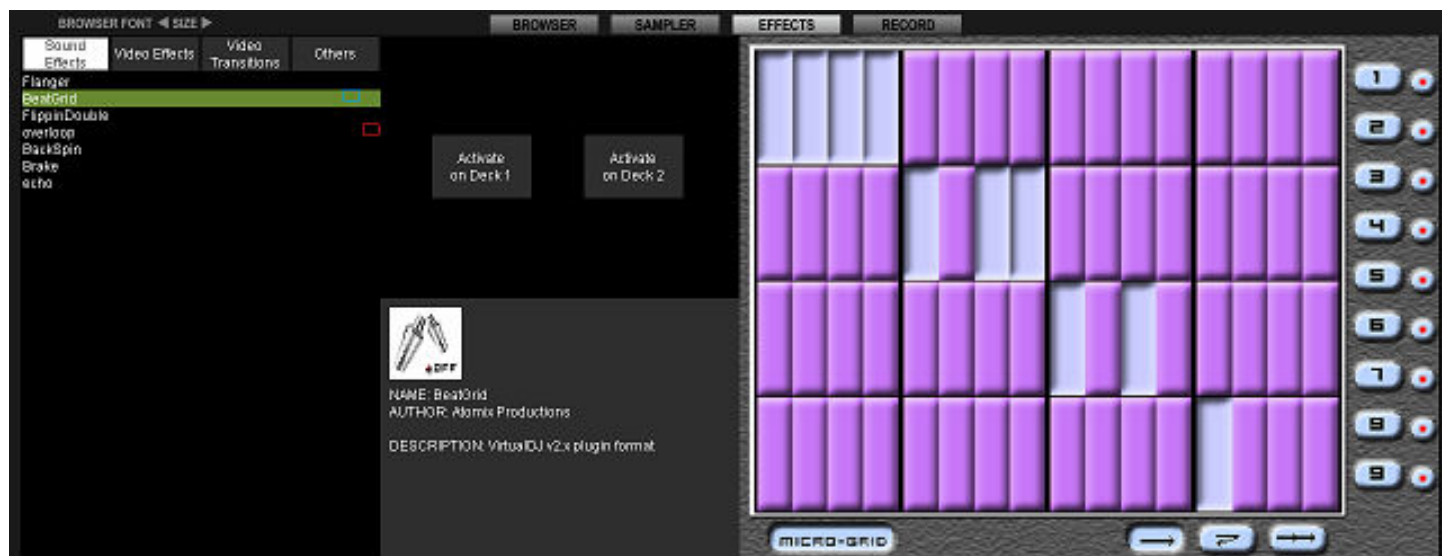 BROWSER FONT ◀ SIZE ▶
BROWSER
SAMPLER
EFFECTS
RECORD
Sound
Effects
Video Effects
Video
Transitions
Others
Flanger
BeatGrid
FlippinDouble
overloop
BackSpin
Brake
echo
Activate
on Deck 1
Activate
on Deck 2
OFF
NAME: BeatGrid
AUTHOR: Atomix Productions
DESCRIPTION: VirtualDJ v2.x plugin format
1
2
3
4
5
6
7
8
9
MICRO-GRID